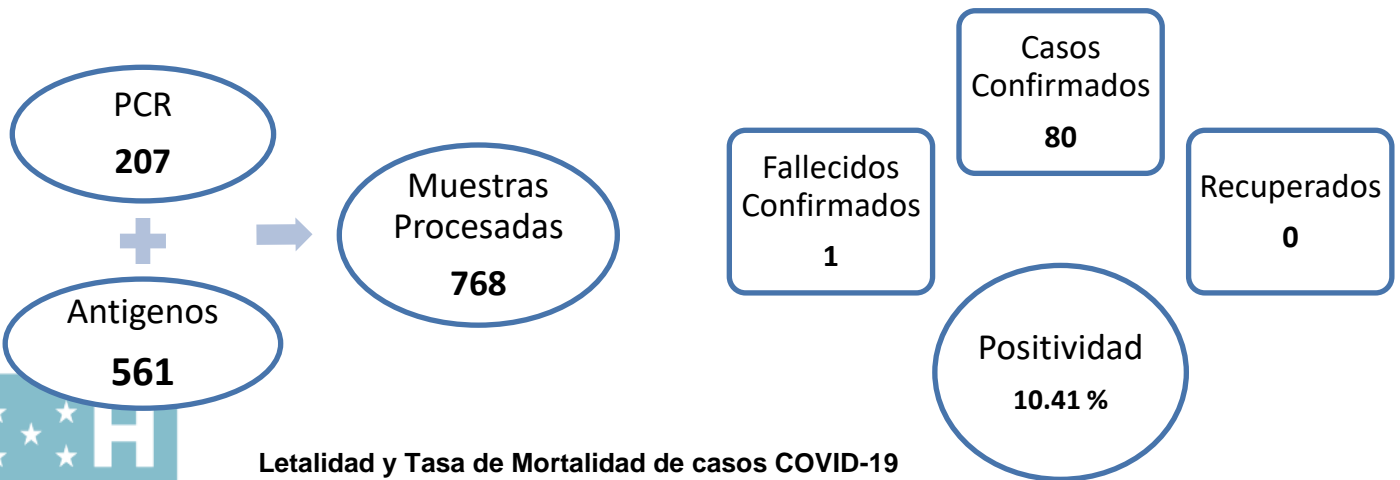 PCR
207
Antigenos
561
Muestras
Procesadas
768
Casos
Confirmados
80
Fallecidos
Confirmados
1
Recuperados
0
Positividad
10.41 %
H
Letalidad y Tasa de Mortalidad de casos COVID-19